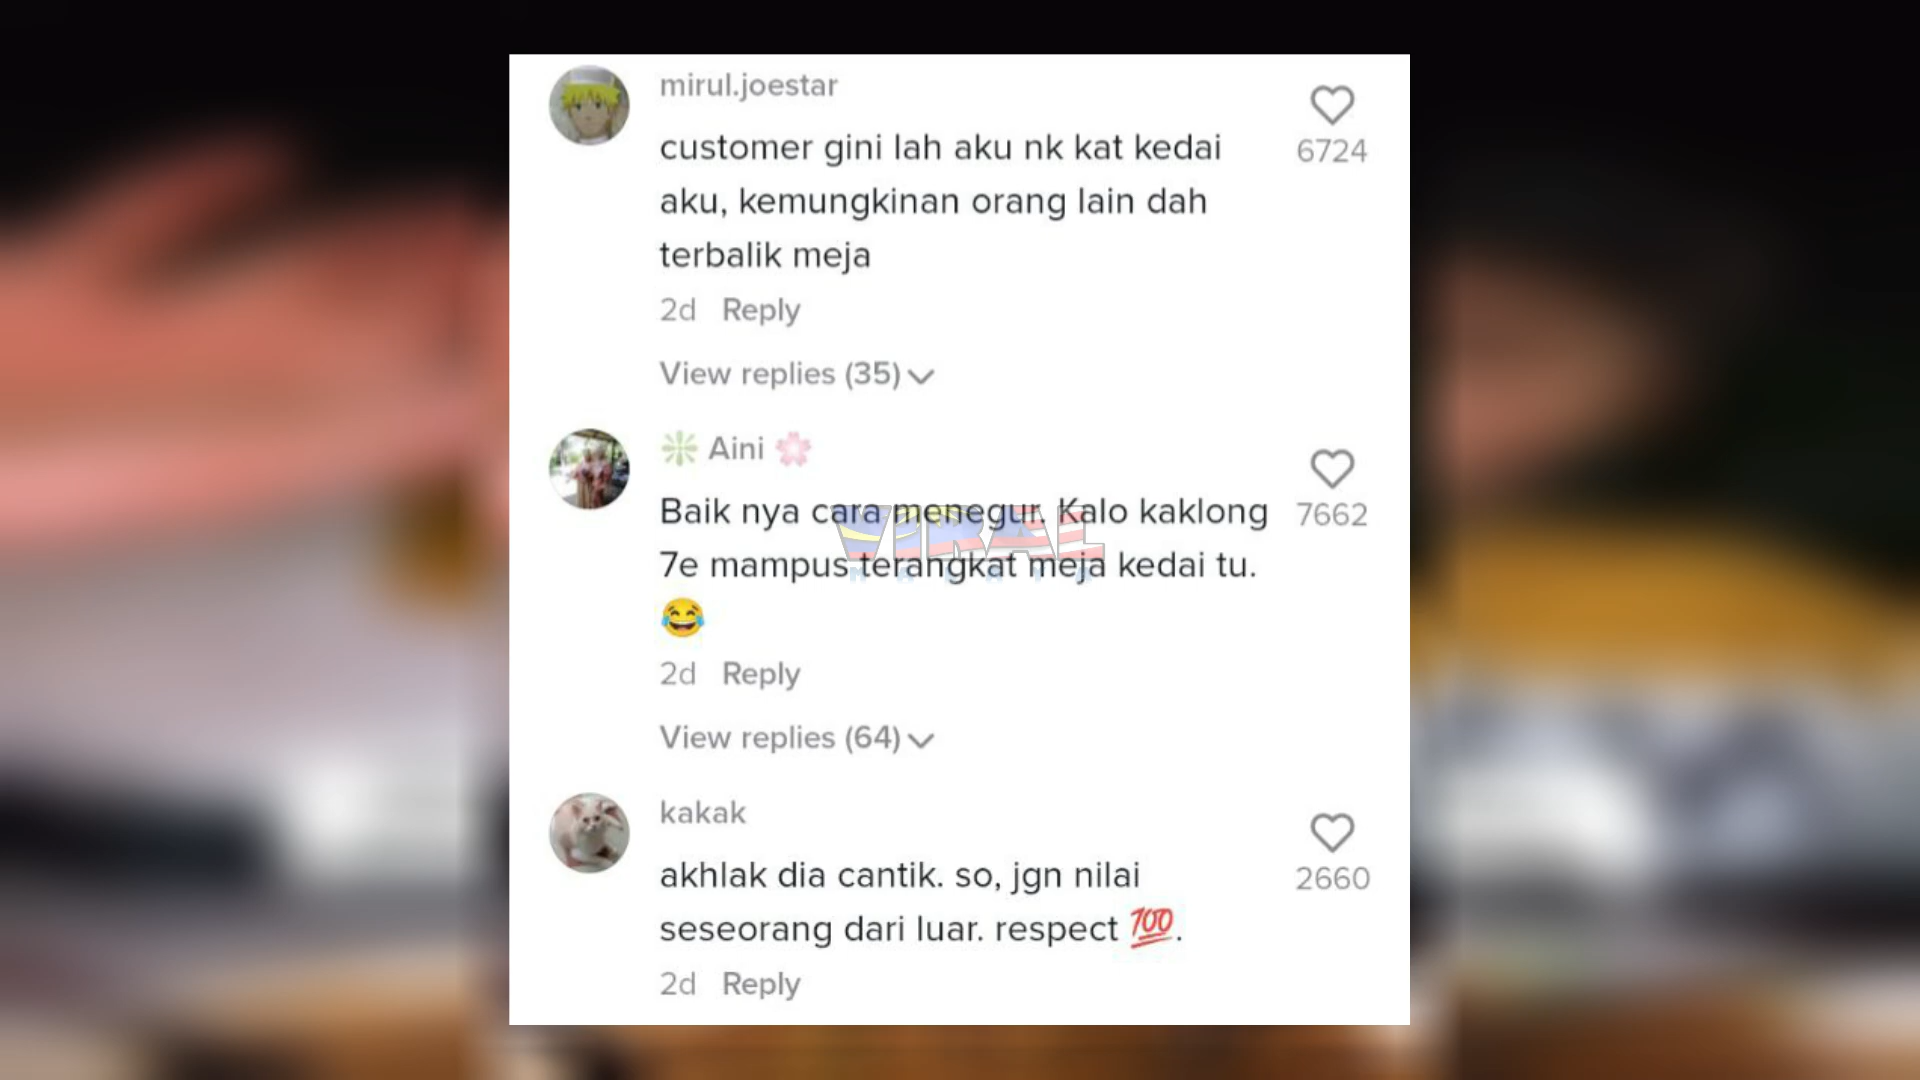 mirul.joestar
customer gini lah aku nk kat kedai
aku, kemungkinan orang lain dah
terbalik meja
6724
2d Reply
View replies (35)
❇️ Aini 🌸
Baik nya cara menegur. Kalo kaklong
7e mampus terangkat meja kedai tu.
😂
7662
VIRAL
2d Reply
View replies (64)
kakak
akhlak dia cantik. so, jgn nilai
seseorang dari luar. respect 💯.
2660
2d Reply